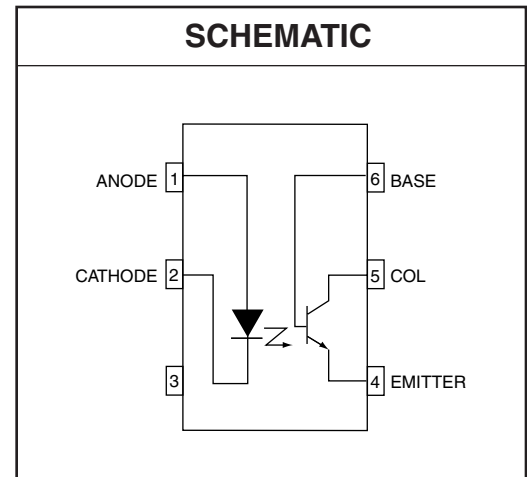 SCHEMATIC
ANODE 1
6 BASE
CATHODE 2
5 COL
3
4 EMITTER